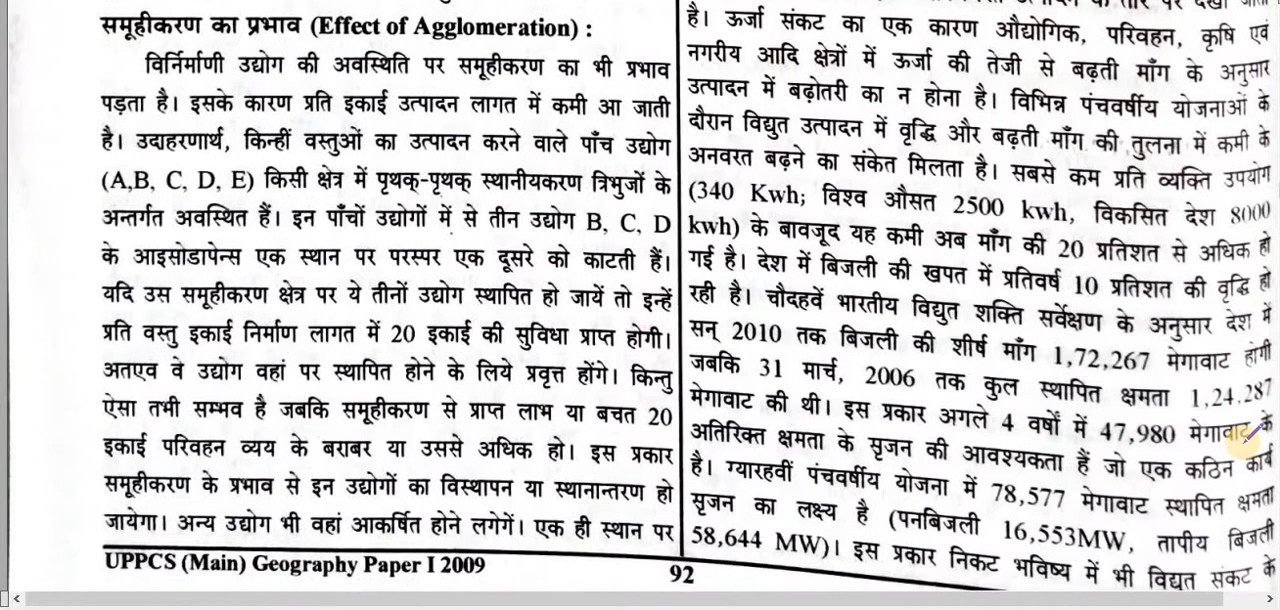 समूहीकरण का प्रभाव (Effect of Agglomeration) :
विर्निर्माणी उद्योग की अवस्थिति पर समूहीकरण का भी प्रभाव
पड़ता है। इसके कारण प्रति इकाई उत्पादन लागत में कमी आ जाती
है। उदाहरणार्थ, किन्हीं वस्तुओं का उत्पादन करने वाले पाँच उद्योग
(A,B, C, D, E) किसी क्षेत्र में पृथक्-पृथक् स्थानीयकरण त्रिभुजों के
अन्तर्गत अवस्थित हैं। इन पाँचों उद्योगों में से तीन उद्योग B, C, D
के आइसोडापेन्स एक स्थान पर परस्पर एक दूसरे को काटती हैं।
यदि उस समूहीकरण क्षेत्र पर ये तीनों उद्योग स्थापित हो जायें तो इन्हें
प्रति वस्तु इकाई निर्माण लागत में 20 इकाई की सुविधा प्राप्त होगी।
अतएव वे उद्योग वहां पर स्थापित होने के लिये प्रवृत्त होंगे। किन्तु
ऐसा तभी सम्भव है जबकि समूहीकरण से प्राप्त लाभ या बचत 20
इकाई परिवहन व्यय के बराबर या उससे अधिक हो। इस प्रकार
समूहीकरण के प्रभाव से इन उद्योगों का विस्थापन या स्थानान्तरण हो
जायेगा। अन्य उद्योग भी वहां आकर्षित होने लगेगें। एक ही स्थान पर
है। ऊर्जा संकट का एक कारण औद्योगिक, परिवहन, कृषि एवं
नगरीय आदि क्षेत्रों में ऊर्जा की तेजी से बढ़ती माँग के अनुसार
उत्पादन में बढ़ोतरी का न होना है। विभिन्न पंचवर्षीय योजनाओं के
दौरान विद्युत उत्पादन में वृद्धि और बढ़ती माँग की तुलना में कमी के
अनवरत बढ़ने का संकेत मिलता है। सबसे कम प्रति व्यक्ति उपयोग
(340 Kwh; विश्व औसत 2500 kwh, विकसित देश 8000
kwh) के बावजूद यह कमी अब माँग की 20 प्रतिशत से अधिक हो
गई है। देश में बिजली की खपत में प्रतिवर्ष 10 प्रतिशत की वृद्धि हो
रही है। चौदहवें भारतीय विद्युत शक्ति सर्वेक्षण के अनुसार देश में
सन् 2010 तक बिजली की शीर्ष माँग 1,72,267 मेगावाट होगी
जबकि 31 मार्च, 2006 तक कुल स्थापित क्षमता 1,24,287
मेगावाट की थी। इस प्रकार अगले 4 वर्षो में 47,980 मेगावाट के
अतिरिक्त क्षमता के सृजन की आवश्यकता हैं जो एक कठिन कार्य
है। ग्यारहवीं पंचवर्षीय योजना में 78,577 मेगावाट स्थापित क्षमता
सृजन का लक्ष्य है (पनबिजली 16,553MW, तापीय बिजली
58,644 MW)। इस प्रकार निकट भविष्य में भी विद्युत संकट के
UPPCS (Main) Geography Paper I 2009
92